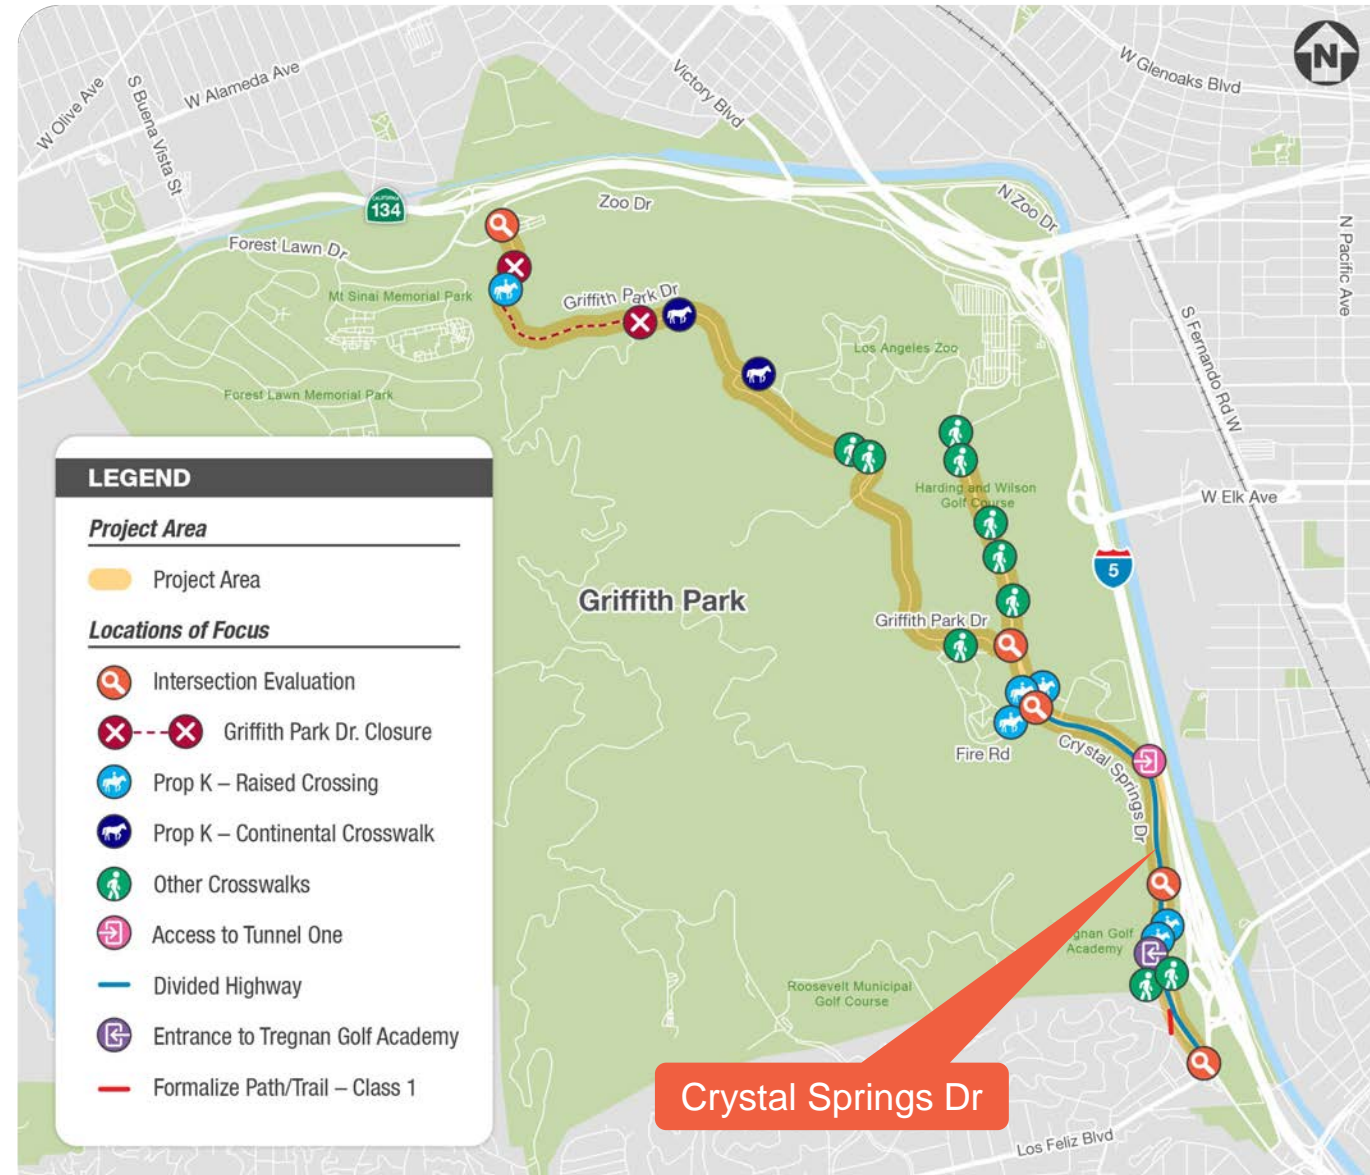 N
W Glenoaks Blvd
W Alameda Ave
W Olive Ave
S Buena Vista St
Victory Blvd
CALIFORNIA
134
Zoo Dr
N Zoo Dr
N Pacific Ave
Forest Lawn Dr
Mt Sinai Memorial Park
Griffith Park Dr
S Fernando Rd W
Los Angeles Zoo
Forest Lawn Memorial Park
Harding and Wilson
Golf Course
W Elk Ave
5
Griffith Park
Griffith Park Dr
Fire Rd
Crystal Springs Dr
gnan Golf
Academy
Roosevelt Municipal
Golf Course
Crystal Springs Dr
Los Feliz Blvd
LEGEND
Project Area
Project Area
Locations of Focus
Intersection Evaluation
Griffith Park Dr. Closure
Prop K – Raised Crossing
Prop K – Continental Crosswalk
Other Crosswalks
Access to Tunnel One
Divided Highway
Entrance to Tregnan Golf Academy
Formalize Path/Trail – Class 1